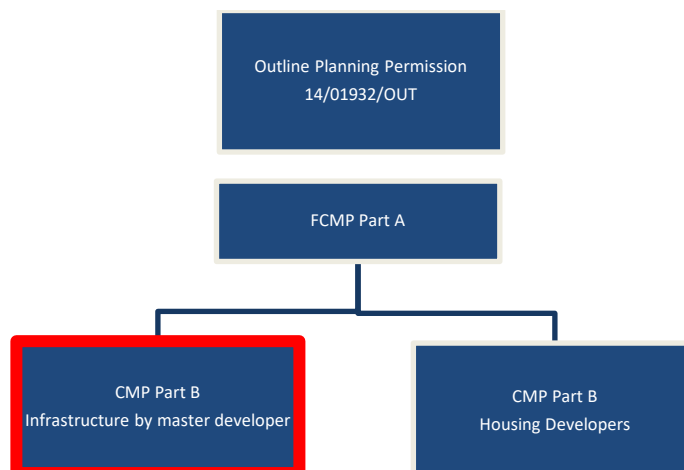 Outline Planning Permission
14/01932/OUT
FCMP Part A
CMP Part B
Infrastructure by master developer
CMP Part B
Housing Developers